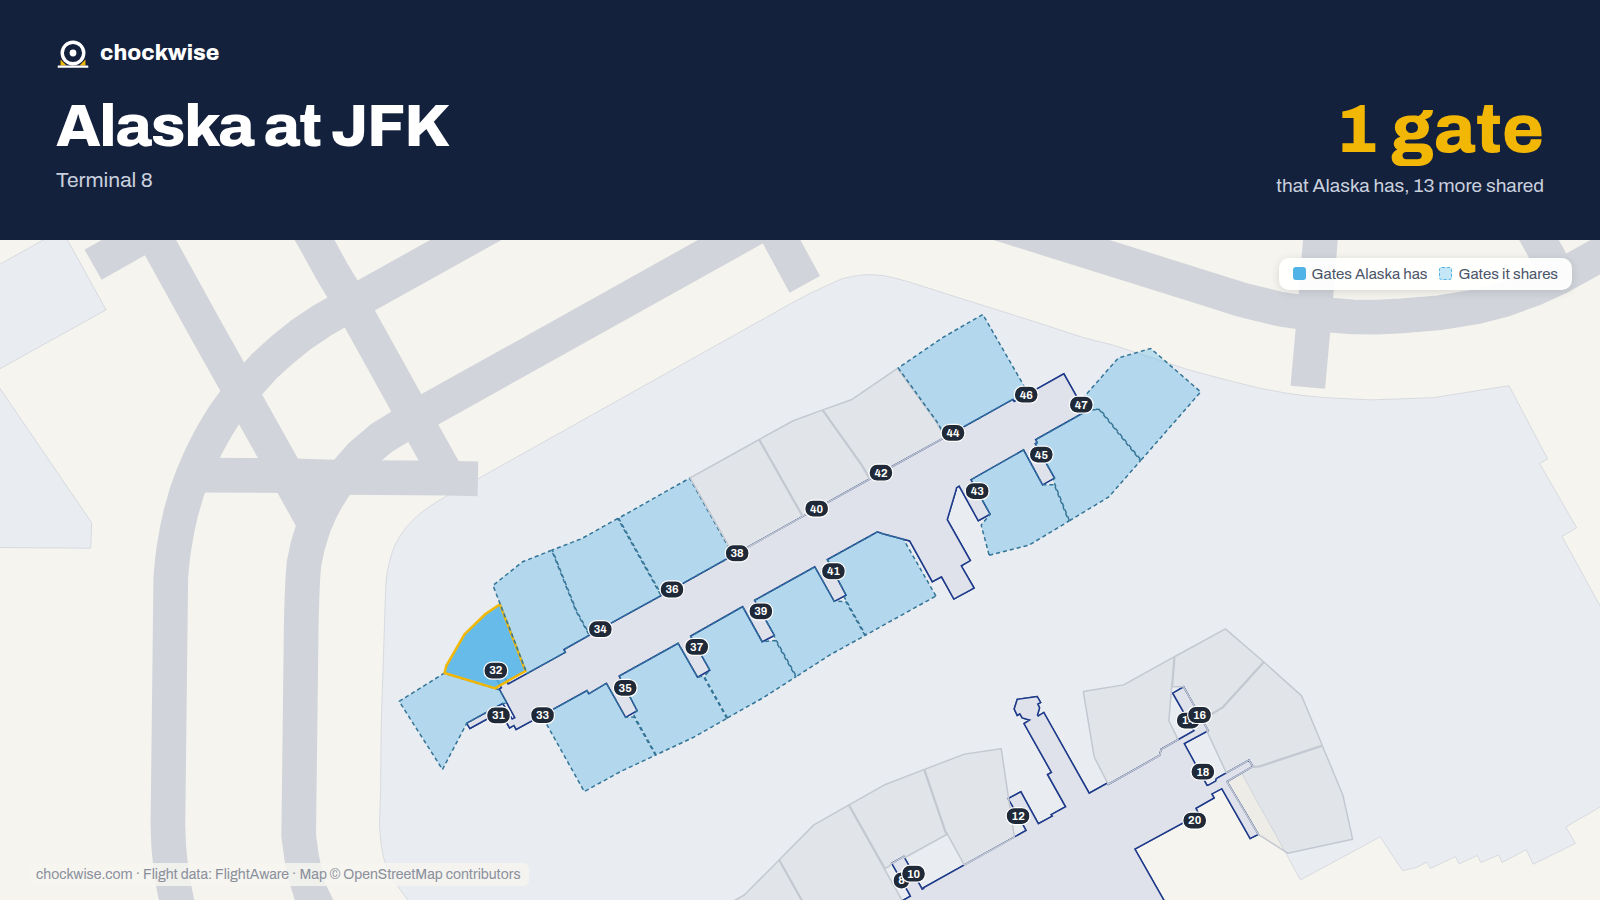 chockwise
Alaska at JFK
Terminal 8
1 gate
that Alaska has, 13 more shared
Gates Alaska has
Gates it shares
46
47
44
45
42
43
40
38
41
36
39
34
37
32
35
31
33
16
18
12
20
10
chockwise.com · Flight data: FlightAware · Map © OpenStreetMap contributors